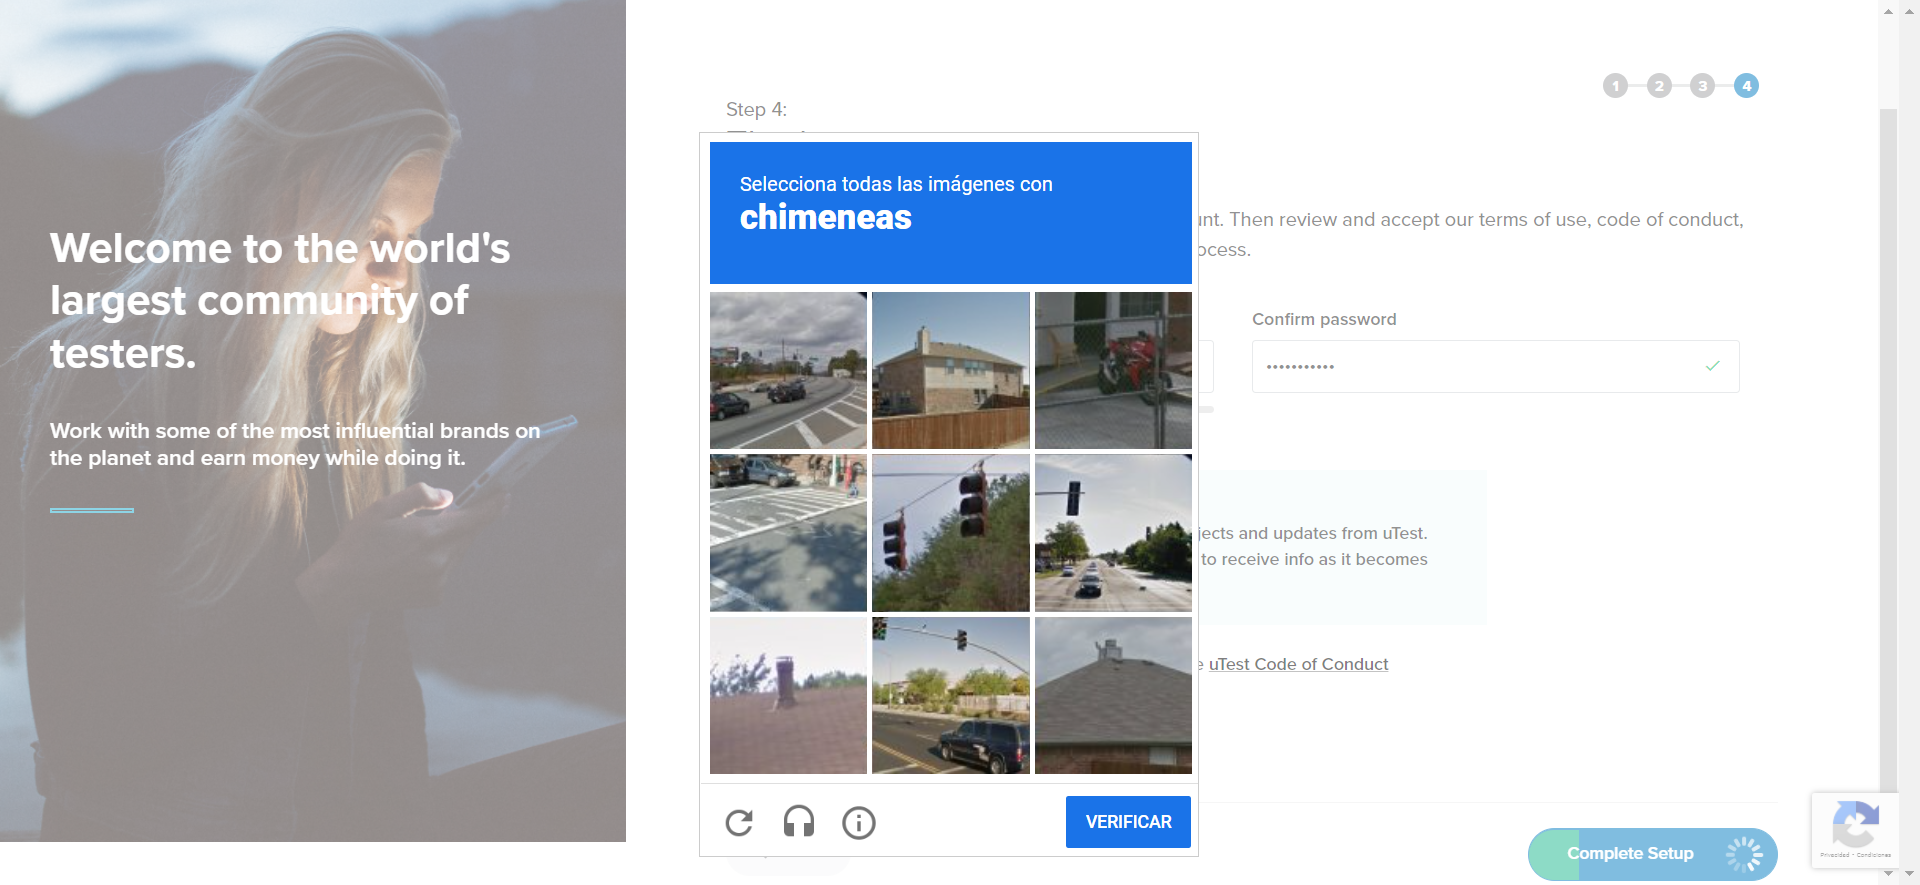 Welcome to the world's
largest community of
testers.
Work with some of the most influential brands on
the planet and earn money while doing it.
1 2 3 4
Step 4:
Selecciona todas las imágenes con
chimeneas
unt. Then review and accept our terms of use, code of conduct,
ocess.
Confirm password
jects and updates from uTest.
to receive info as it becomes
e uTest Code of Conduct
VERIFICAR
Complete Setup
Privacidad - Condiciones